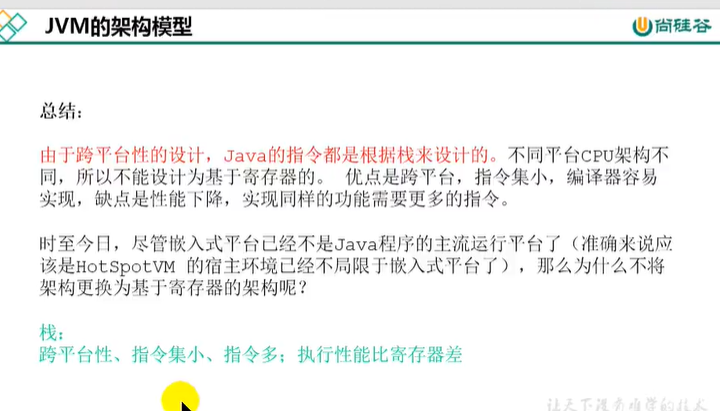 JVM的架构模型
尚硅谷
总结：
由于跨平台性的设计，Java的指令都是根据栈来设计的。不同平台CPU架构不
同，所以不能设计为基于寄存器的。 优点是跨平台，指令集小，编译器容易
实现，缺点是性能下降，实现同样的功能需要更多的指令。
时至今日，尽管嵌入式平台已经不是Java程序的主流运行平台了（准确来说应
该是HotSpotVM 的宿主环境已经不局限于嵌入式平台了），那么为什么不将
架构更换为基于寄存器的架构呢？
栈：
跨平台性、指令集小、指令多；执行性能比寄存器差
让天下没有难学的技术